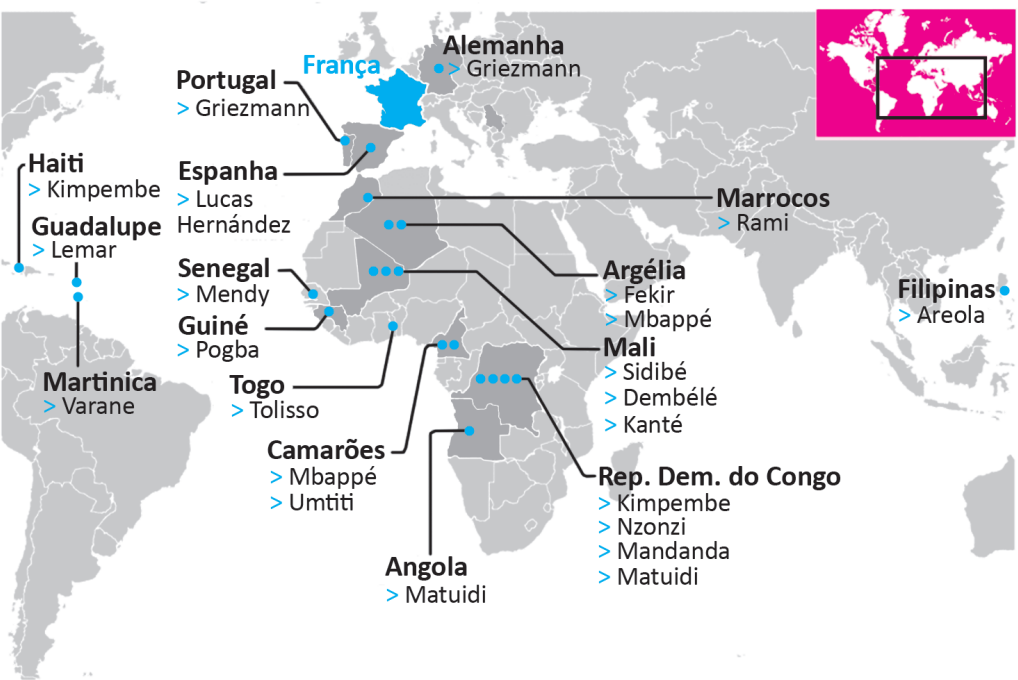 Alemanha
> Griezmann
França
Portugal
> Griezmann
Haiti
> Kimpembe
Espanha
> Lucas
Hernández
Marrocos
> Rami
Guadalupe
> Lemar
Senegal
> Mendy
Argélia
> Fekir
> Mbappé
Filipinas
> Areola
Guiné
> Pogba
Mali
> Sidibé
> Dembélé
> Kanté
Martinica
> Varane
Togo
> Tolisso
Camarões
> Mbappé
> Umtiti
Rep. Dem. do Congo
> Kimpembe
> Nzonzi
> Mandanda
> Matuidi
Angola
> Matuidi